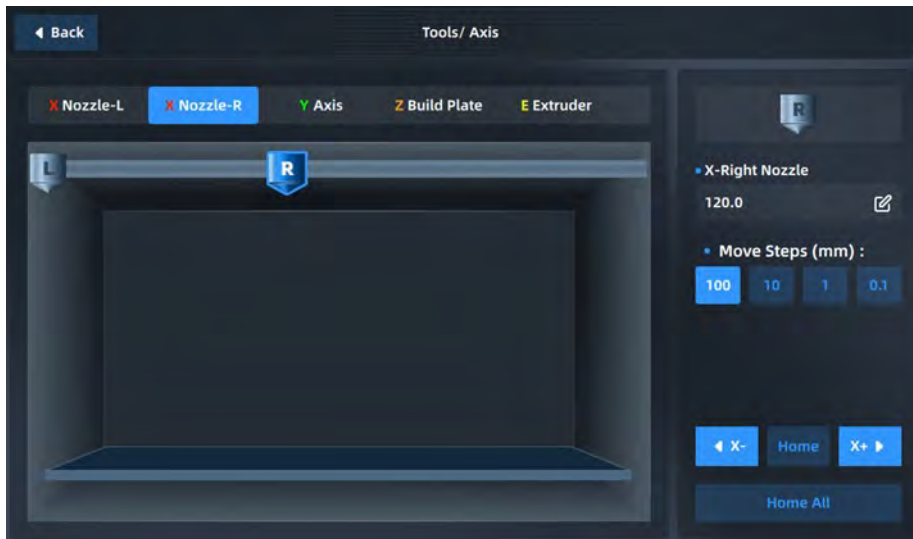 Back
Tools/ Axis
X Nozzle-L X Nozzle-R Y Axis Z Build Plate E Extruder
L
R
R
X-Right Nozzle
120.0
Move Steps (mm) :
100 10 1 0.1
X- Home X+
Home All